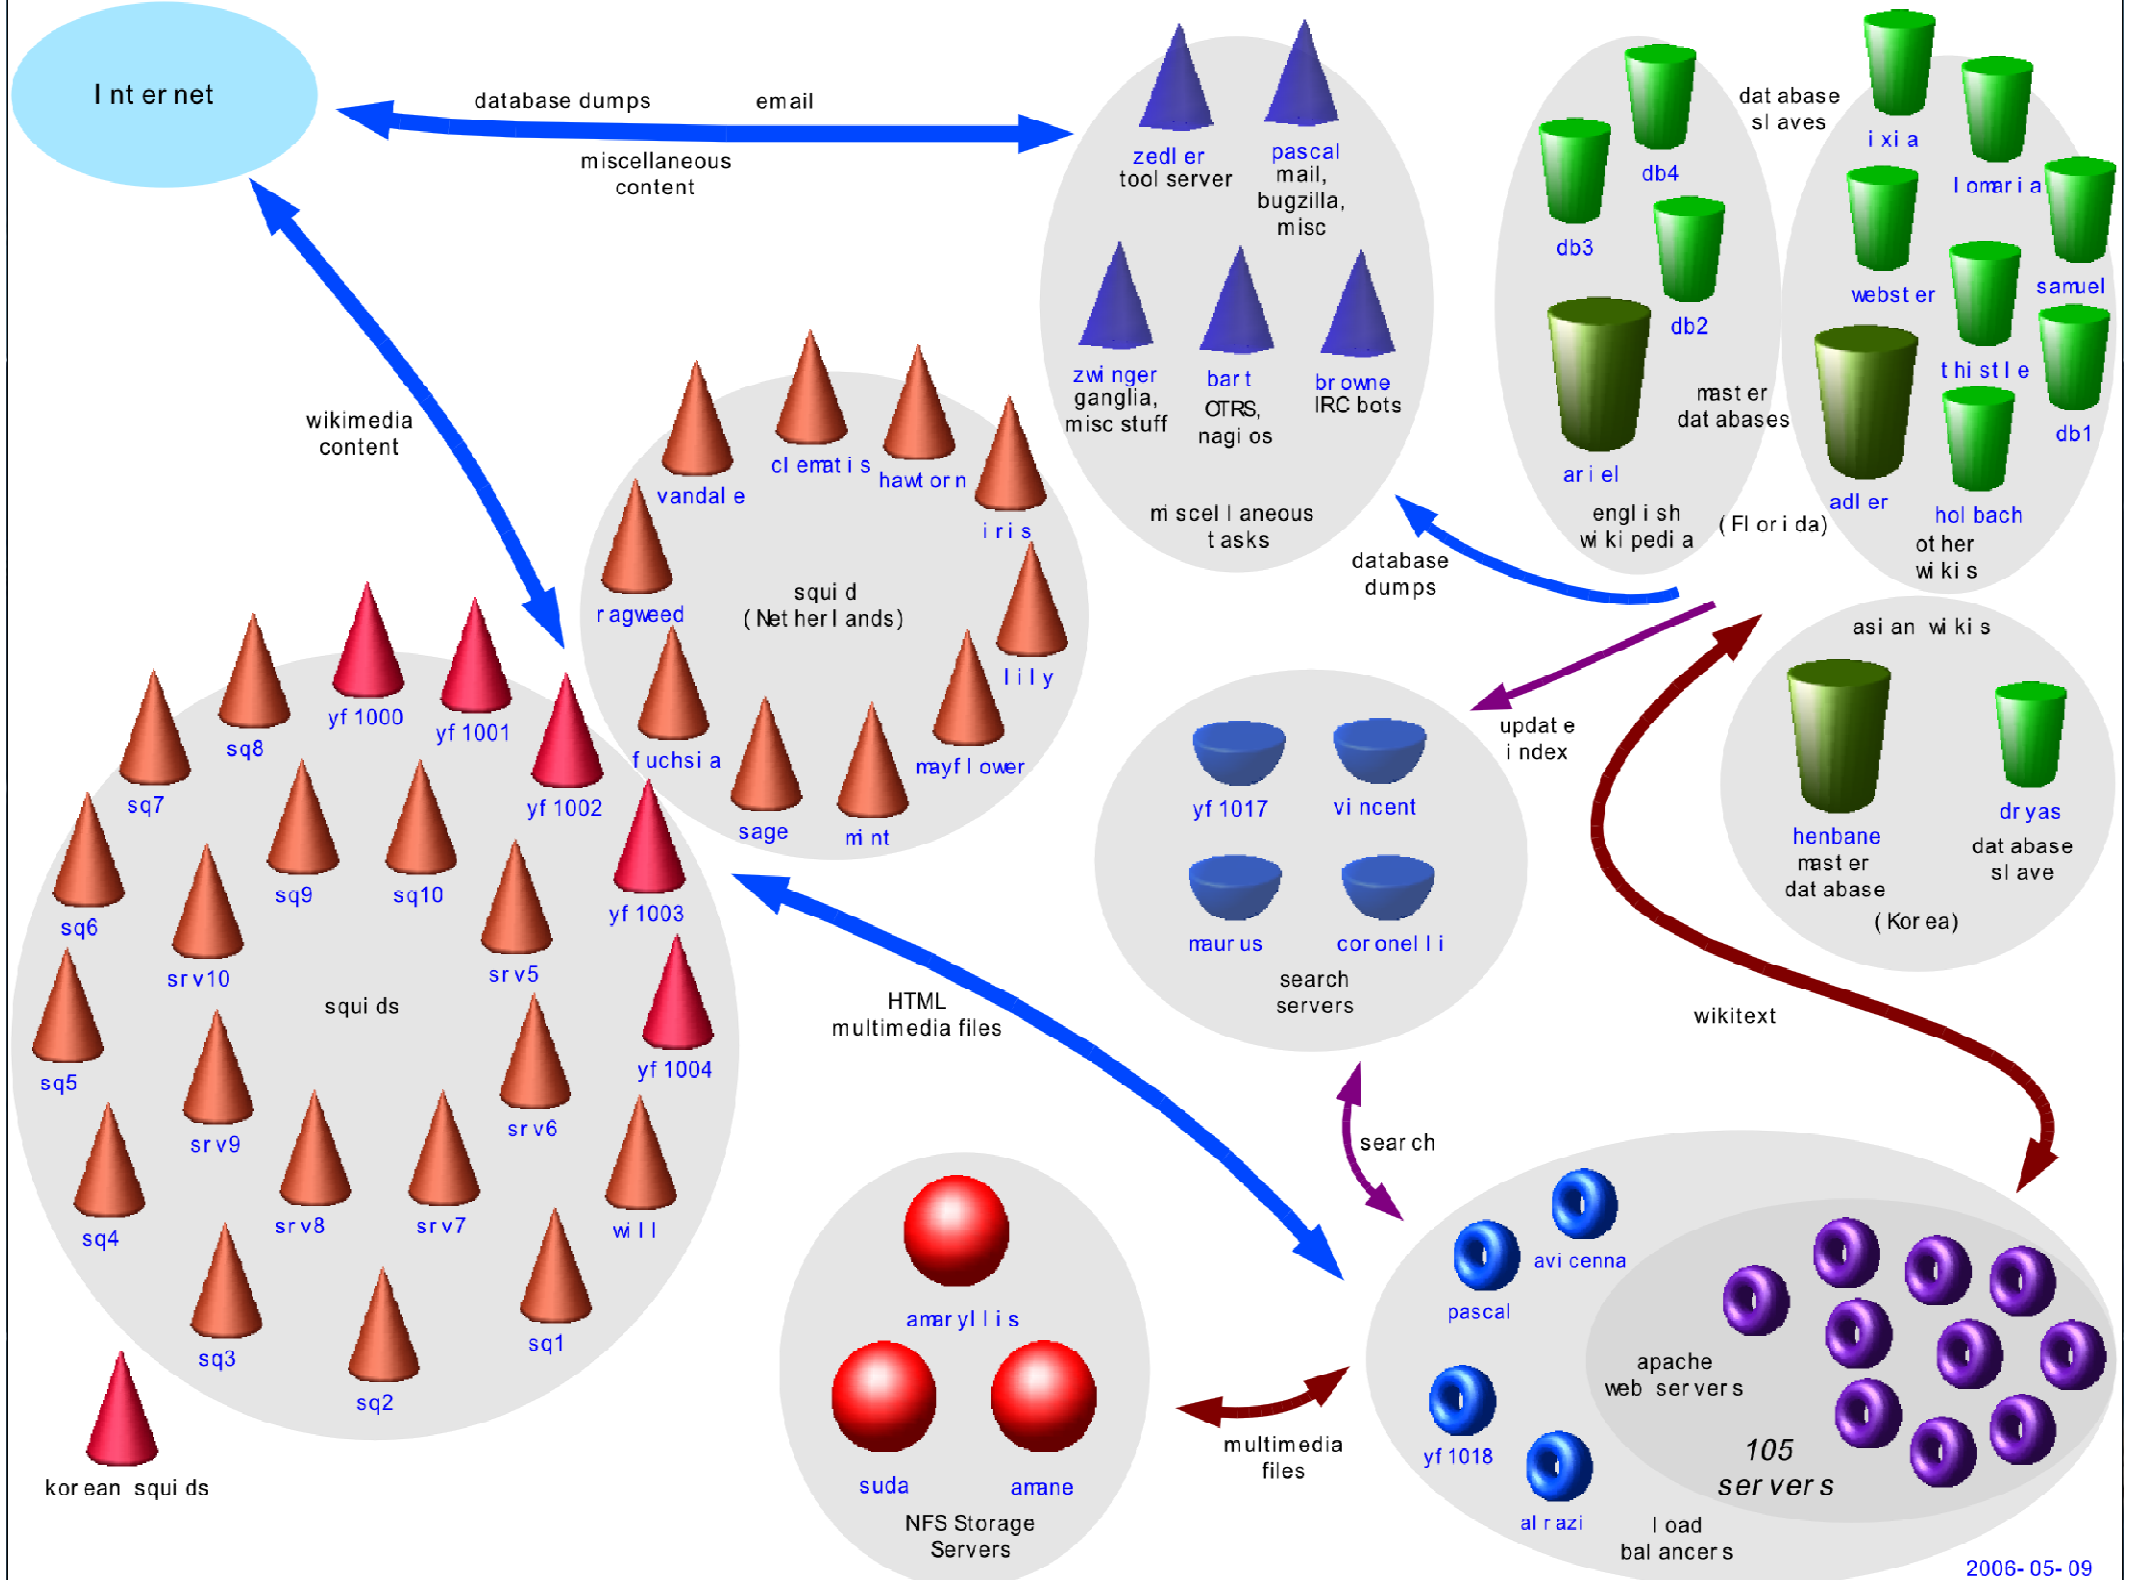 Internet
database dumps
email
miscellaneous
content
wikimedia
content
zedler
tool server
pascal
mail,
bugzilla,
misc
zwinger
ganglia,
misc stuff
bart
OTRS,
nagios
browne
IRC bots
miscellaneous
tasks
db4
db3
db2
ariel
english
wikipedia
database
slaves
master
databases
(Florida)
ixia
lomaria
webster
samuel
thistle
db1
adler
holbach
other
wikis
database
dumps
update
index
asian wikis
henbane
master
database
dryas
database
slave
(Korea)
vandale
clematis
hawtorn
iris
ragweed
squid
(Netherlands)
lily
fuchsia
mayflower
sage
mint
yf1000
yf1001
yf1002
yf1003
yf1004
sq8
sq7
sq6
sq9
sq10
srv10
srv5
squids
sq5
srv9
srv6
sq4
srv8
srv7
will
sq3
sq2
sq1
korean squids
yf1017
vincent
maurus
coronelli
search
servers
HTML
multimedia files
wikitext
search
amaryllis
suda
amane
NFS Storage
Servers
multimedia
files
avicenna
pascal
yf1018
alrazi
apache
web servers
105
servers
load
balancers
2006-05-09